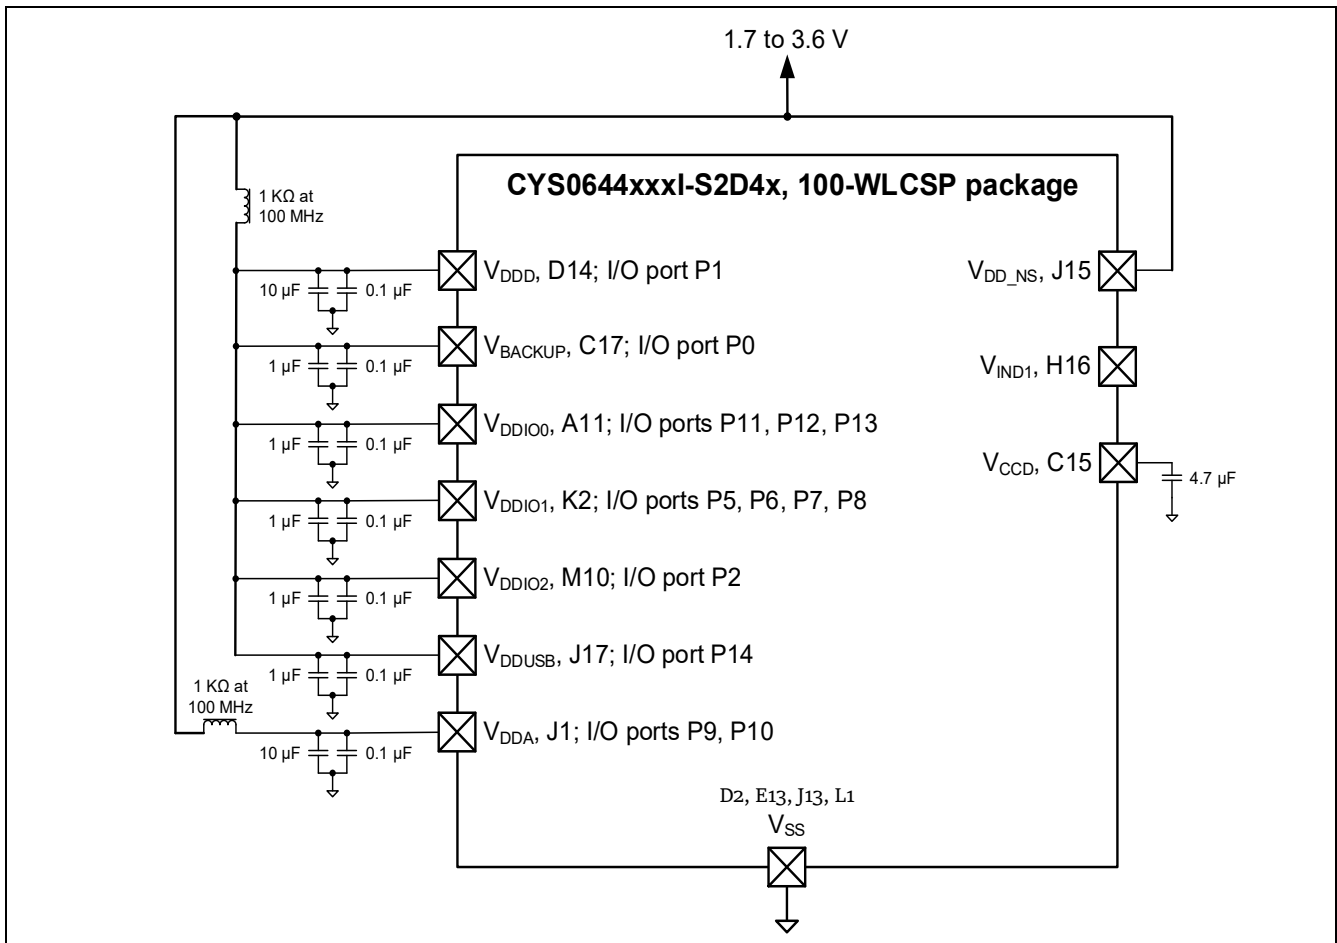 1.7 to 3.6 V
CYS0644xxxI-S2D4x, 100-WLCSP package
1 KΩ at
100 MHz
10 µF
0.1 µF
V_DDD, D14; I/O port P1
V_DD_NS, J15
1 µF
0.1 µF
V_BACKUP, C17; I/O port P0
V_IND1, H16
1 µF
0.1 µF
V_DDIO0, A11; I/O ports P11, P12, P13
V_CCD, C15
4.7 µF
1 µF
0.1 µF
V_DDIO1, K2; I/O ports P5, P6, P7, P8
1 µF
0.1 µF
V_DDIO2, M10; I/O port P2
1 µF
0.1 µF
V_DDUSB, J17; I/O port P14
1 KΩ at
100 MHz
10 µF
0.1 µF
V_DDA, J1; I/O ports P9, P10
D2, E13, J13, L1
V_SS